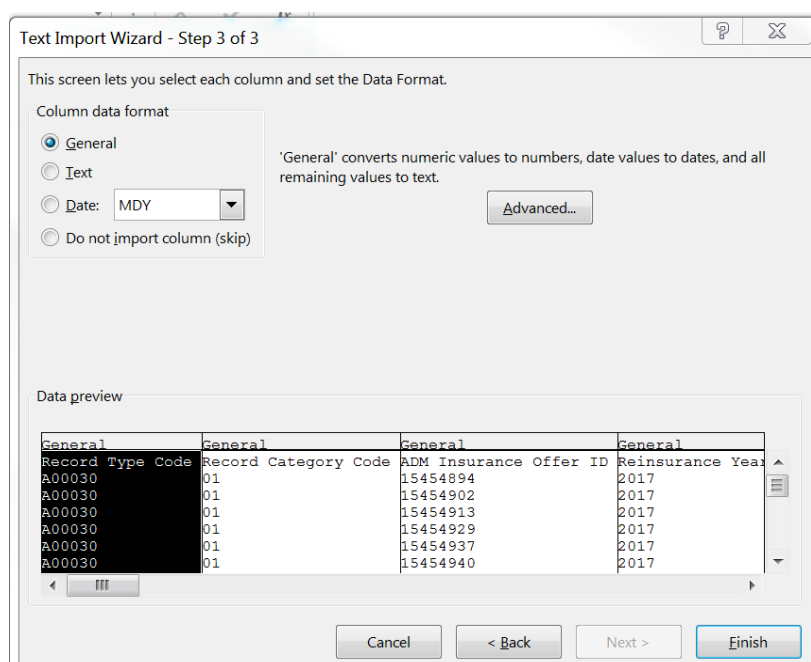 Text Import Wizard - Step 3 of 3
This screen lets you select each column and set the Data Format.
Column data format
General
Text
Date: MDY
Do not import column (skip)
'General' converts numeric values to numbers, date values to dates, and all
remaining values to text.
Advanced...
Data preview
General General General General
Record Type Code Record Category Code ADM Insurance Offer ID Reinsurance Year
A00030 01 15454894 2017
A00030 01 15454902 2017
A00030 01 15454913 2017
A00030 01 15454929 2017
A00030 01 15454937 2017
A00030 01 15454940 2017
Cancel < Back Next > Finish